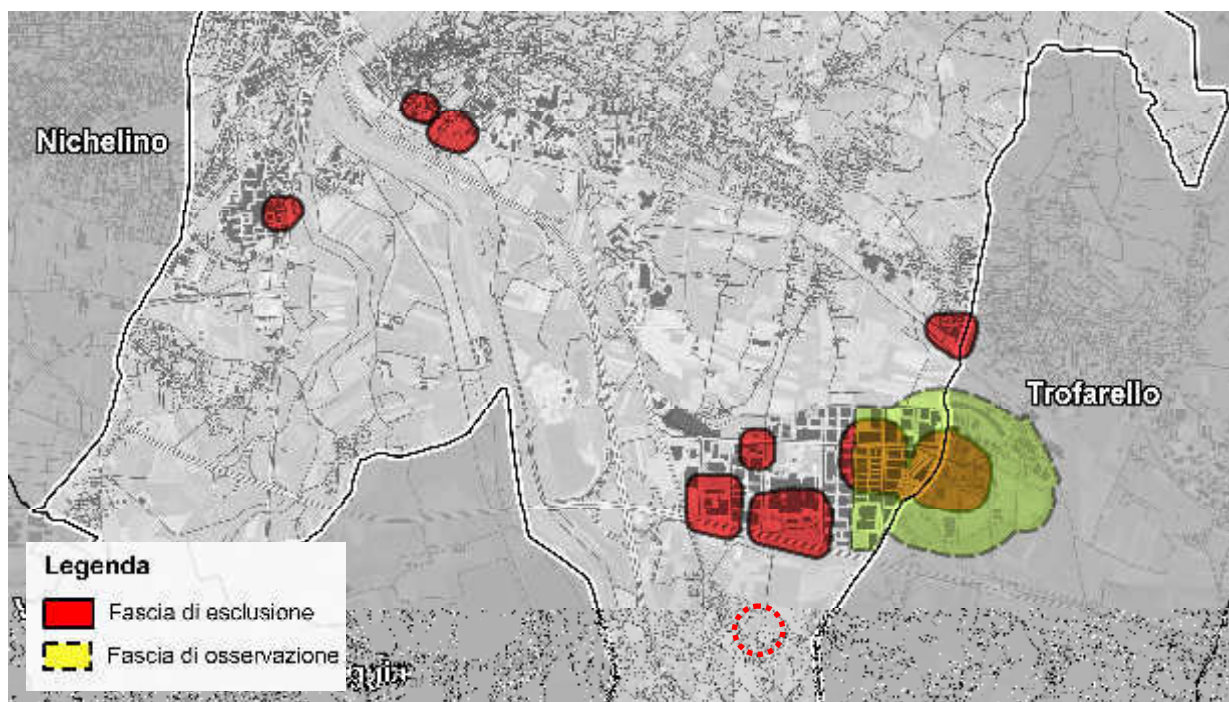 Nichelino
Trofarello
Legenda
Fascia di esclusione
Fascia di osservazione